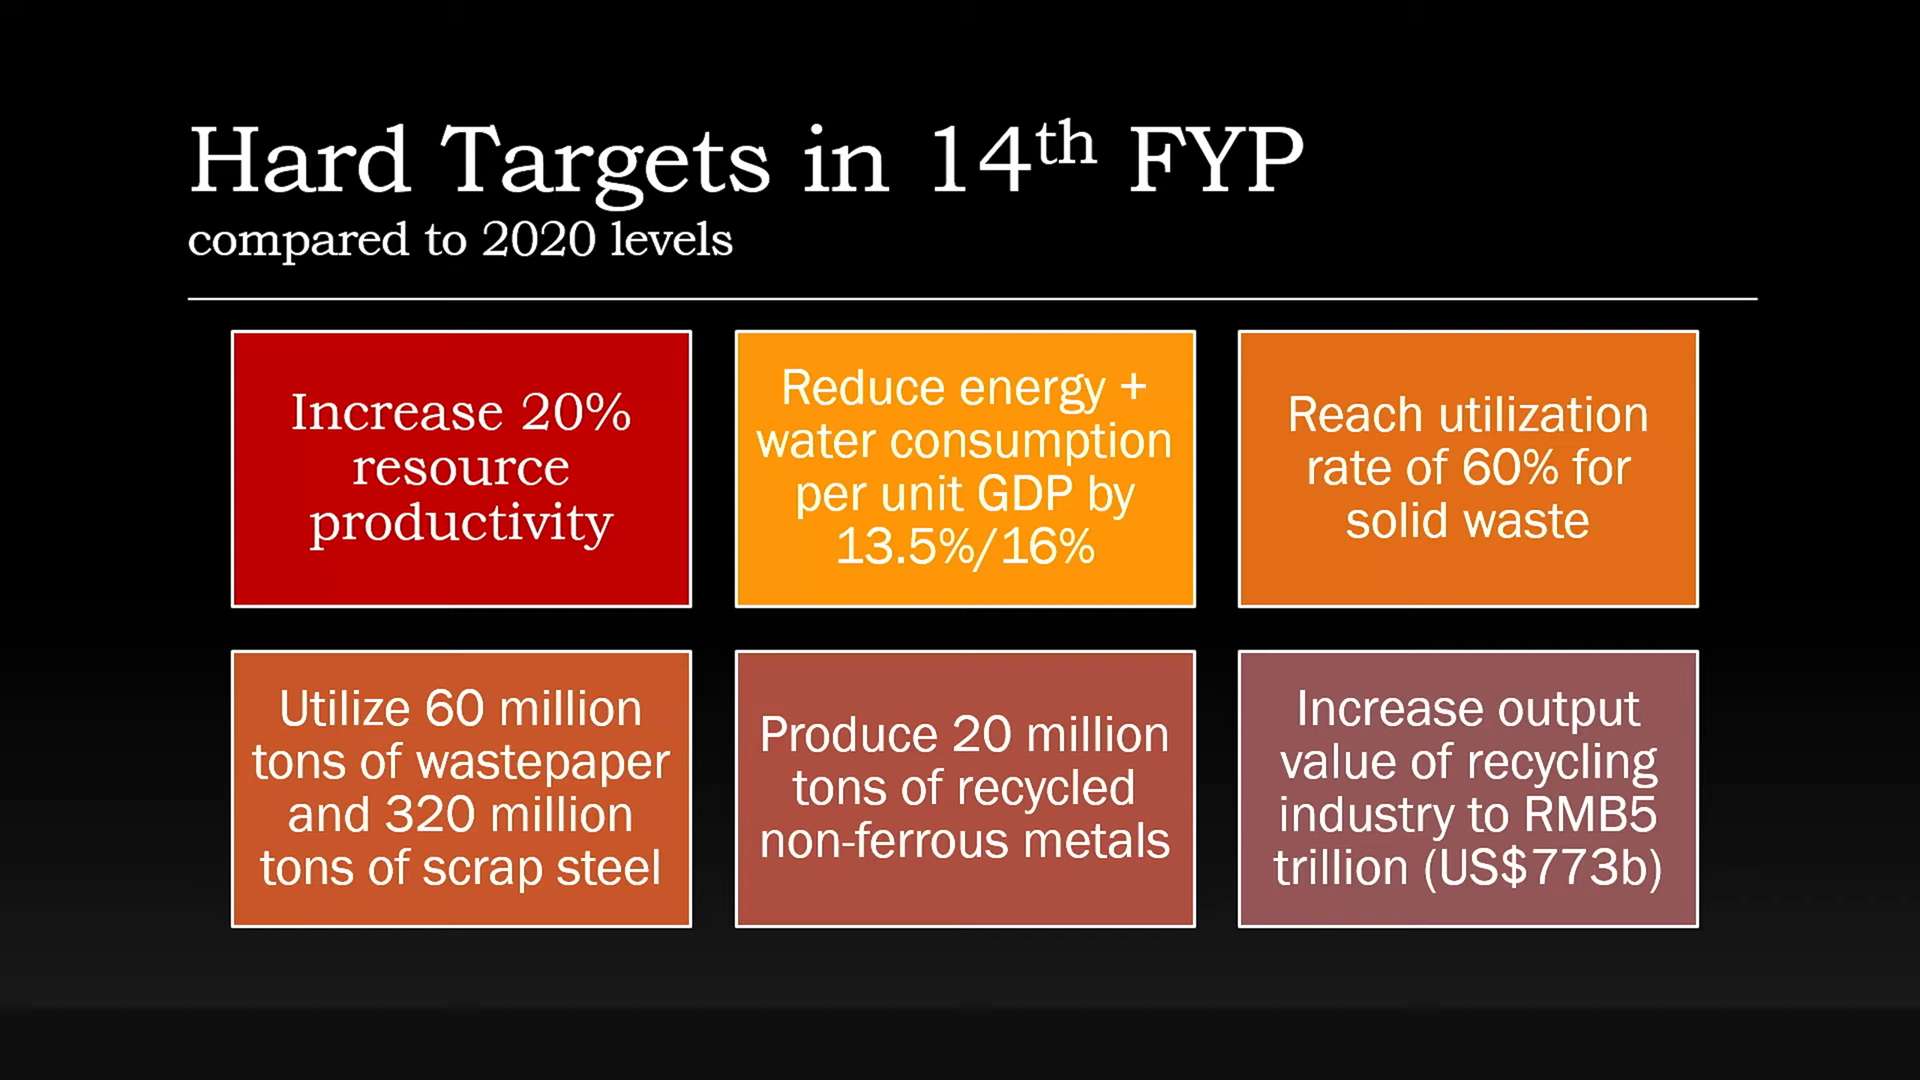 Hard Targets in 14th FYP
compared to 2020 levels
Increase 20%
resource
productivity
Reduce energy +
water consumption
per unit GDP by
13.5%/16%
Reach utilization
rate of 60% for
solid waste
Utilize 60 million
tons of wastepaper
and 320 million
tons of scrap steel
Produce 20 million
tons of recycled
non-ferrous metals
Increase output
value of recycling
industry to RMB5
trillion (US$773b)